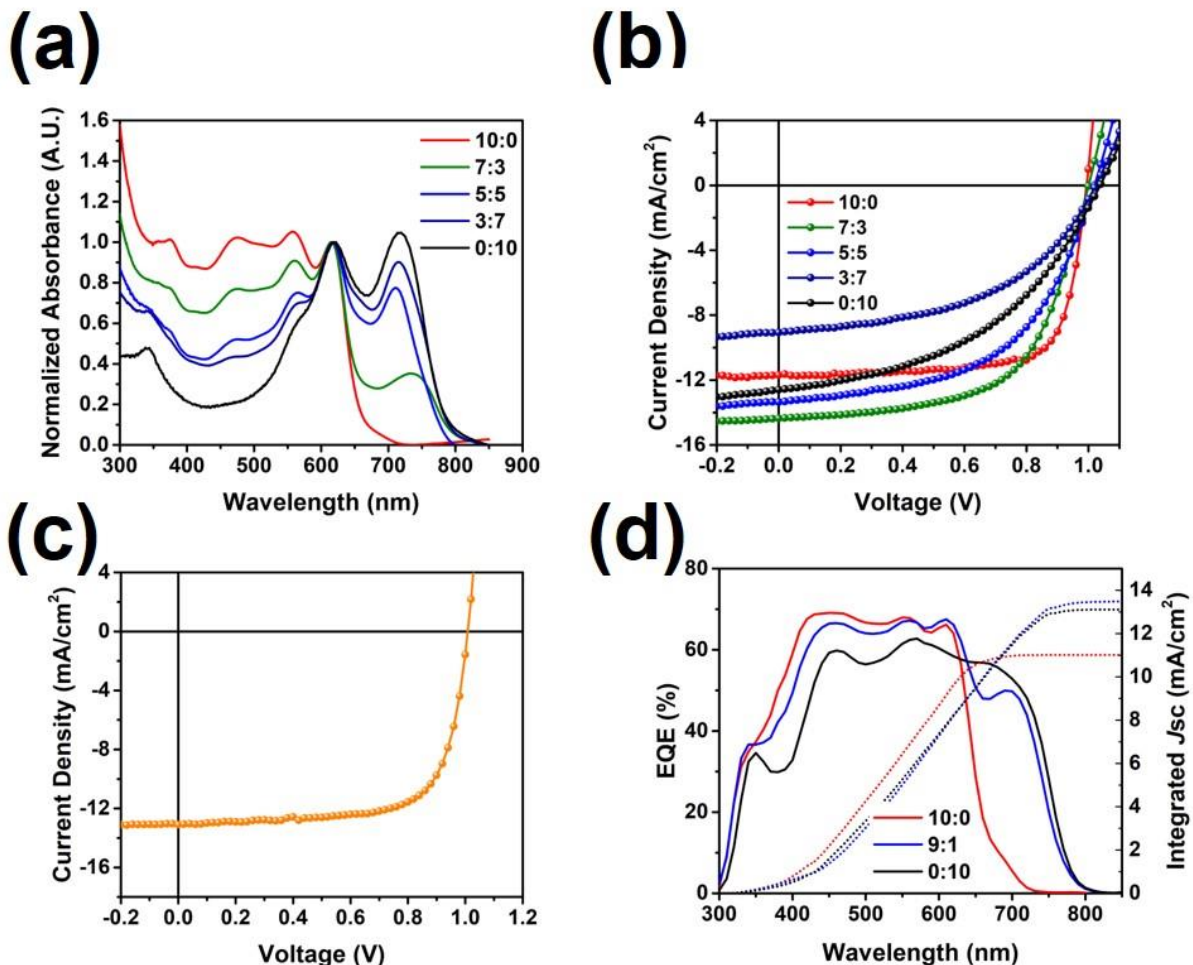 (a)
Normalized Absorbance (A.U.)
1.6
1.4
1.2
1.0
0.8
0.6
0.4
0.2
0.0
300 400 500 600 700 800 900
Wavelength (nm)
10:0
7:3
5:5
3:7
0:10
(b)
Current Density (mA/cm²)
4
0
-4
-8
-12
-16
-0.2 0.0 0.2 0.4 0.6 0.8 1.0
Voltage (V)
10:0
7:3
5:5
3:7
0:10
(c)
Current Density (mA/cm²)
4
0
-4
-8
-12
-16
-0.2 0.0 0.2 0.4 0.6 0.8 1.0 1.2
Voltage (V)
(d)
EQE (%)
80
60
40
20
0
300 400 500 600 700 800
Wavelength (nm)
10:0
9:1
0:10
14
12
10
8
6
4
2
0
Integrated Jsc (mA/cm²)